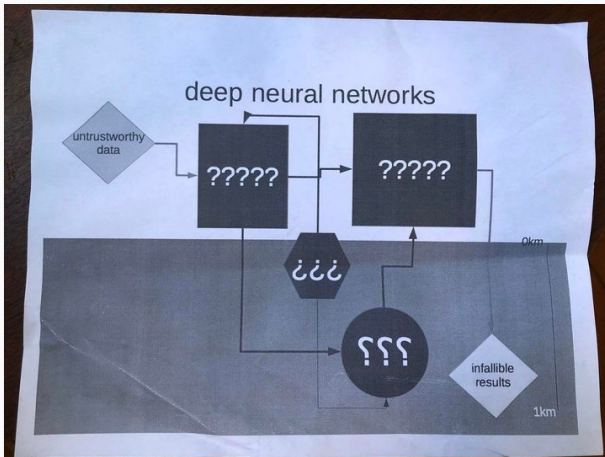 deep neural networks
untrustworthy
data
?????
?????
0km
¿¿¿
???
infallible
results
1km